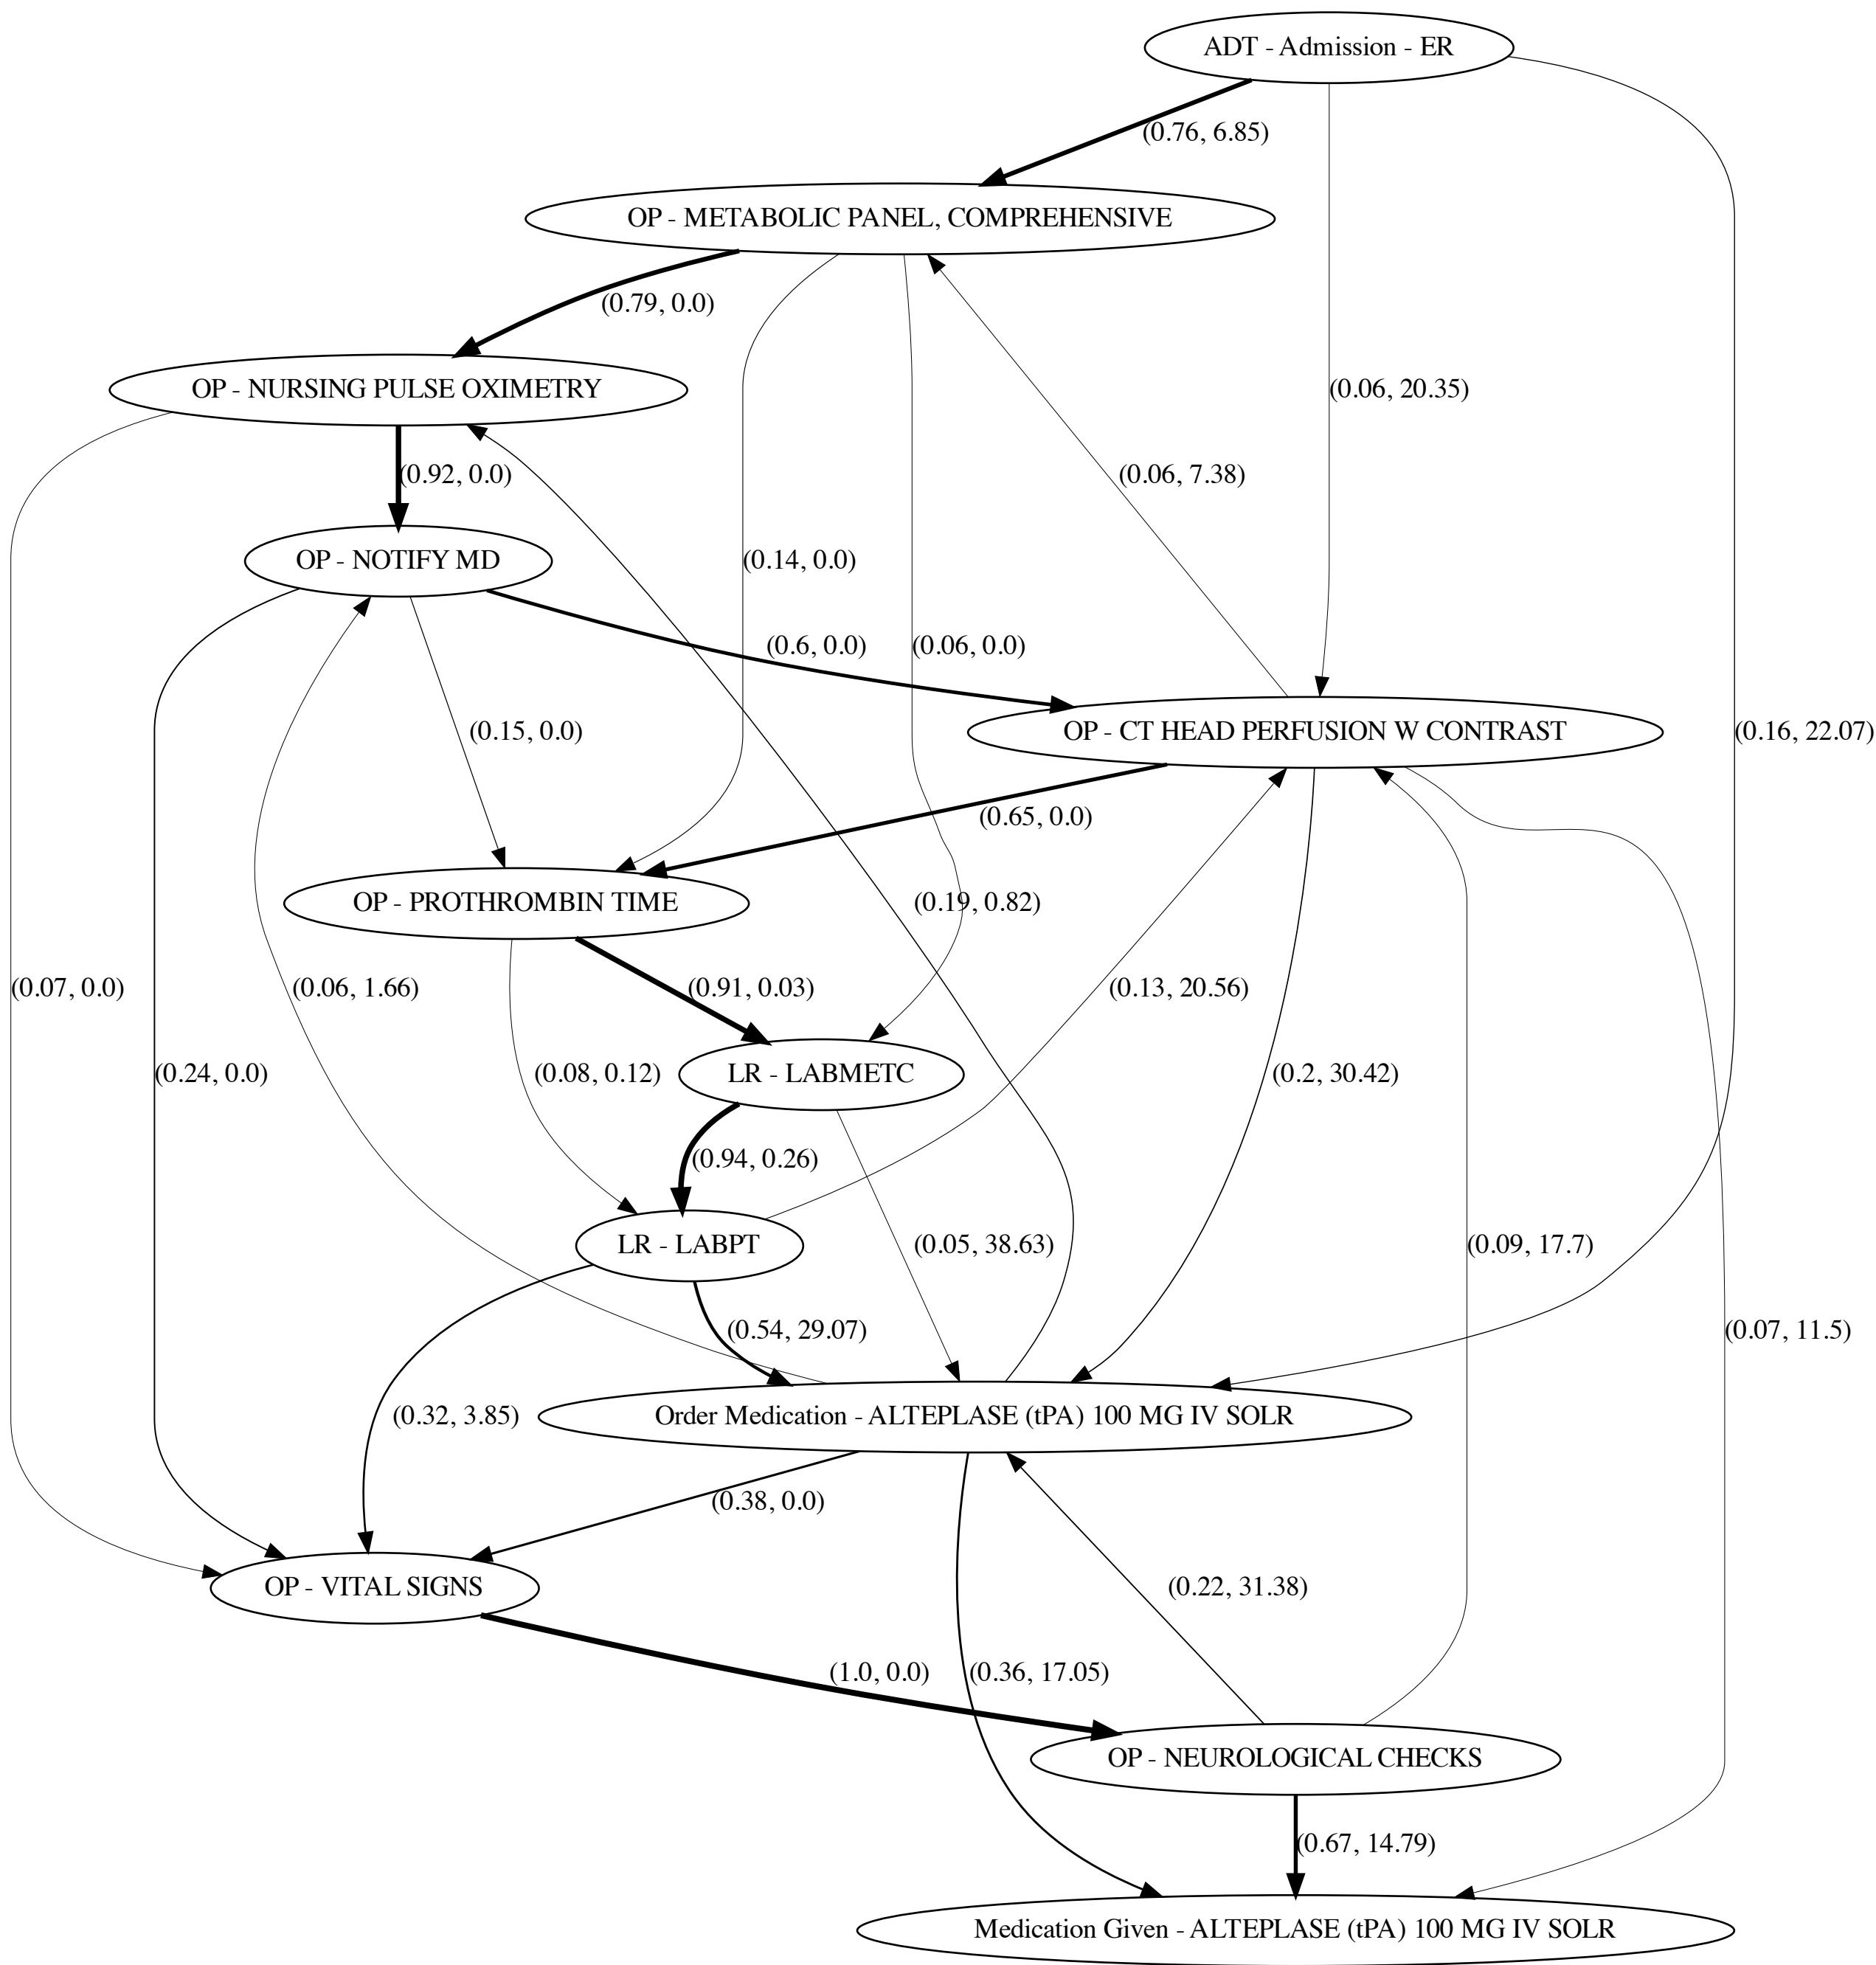 ADT - Admission - ER
(0.76, 6.85)
OP - METABOLIC PANEL, COMPREHENSIVE
(0.79, 0.0)
OP - NURSING PULSE OXIMETRY
(0.06, 20.35)
(0.92, 0.0)
(0.06, 7.38)
OP - NOTIFY MD
(0.14, 0.0)
(0.6, 0.0)
(0.06, 0.0)
(0.15, 0.0)
OP - CT HEAD PERFUSION W CONTRAST
(0.16, 22.07)
(0.65, 0.0)
OP - PROTHROMBIN TIME
(0.19, 0.82)
(0.07, 0.0)
(0.06, 1.66)
(0.91, 0.03)
(0.13, 20.56)
(0.24, 0.0)
(0.08, 0.12)
LR - LABMETC
(0.2, 30.42)
(0.94, 0.26)
LR - LABPT
(0.05, 38.63)
(0.09, 17.7)
(0.54, 29.07)
(0.07, 11.5)
(0.32, 3.85)
Order Medication - ALTEPLASE (tPA) 100 MG IV SOLR
(0.38, 0.0)
OP - VITAL SIGNS
(0.22, 31.38)
(1.0, 0.0)
(0.36, 17.05)
OP - NEUROLOGICAL CHECKS
(0.67, 14.79)
Medication Given - ALTEPLASE (tPA) 100 MG IV SOLR